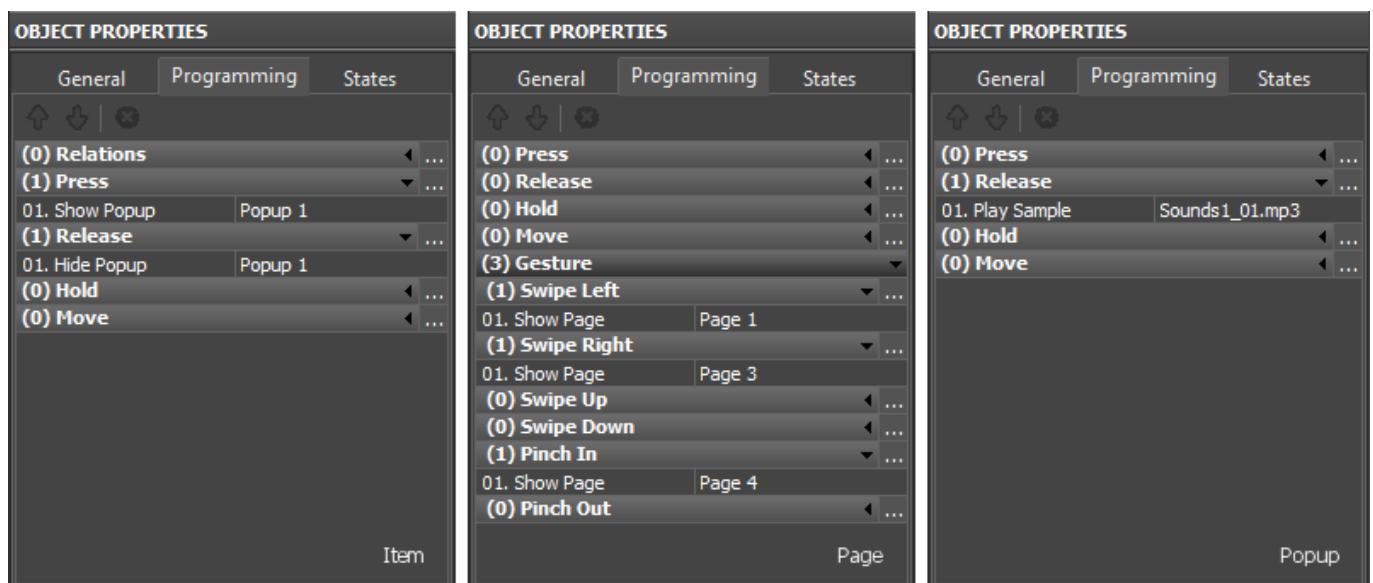 OBJECT PROPERTIES
General Programming States
(0) Relations ...
(1) Press ...
01. Show Popup Popup 1
(1) Release ...
01. Hide Popup Popup 1
(0) Hold ...
(0) Move ...
Item
OBJECT PROPERTIES
General Programming States
(0) Press ...
(0) Release ...
(0) Hold ...
(0) Move ...
(3) Gesture
(1) Swipe Left ...
01. Show Page Page 1
(1) Swipe Right ...
01. Show Page Page 3
(0) Swipe Up ...
(0) Swipe Down ...
(1) Pinch In ...
01. Show Page Page 4
(0) Pinch Out ...
Page
OBJECT PROPERTIES
General Programming States
(0) Press ...
(1) Release ...
01. Play Sample Sounds1_01.mp3
(0) Hold ...
(0) Move ...
Popup